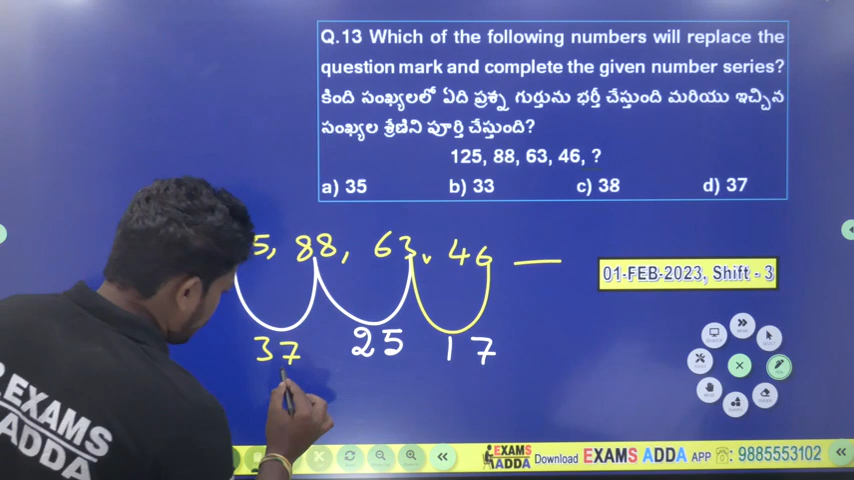 Q.13 Which of the following numbers will replace the
question mark and complete the given number series?
కింది సంఖ్యలలో ఏది ప్రశ్న గుర్తును భర్తీ చేస్తుంది మరియు ఇచ్చిన
సంఖ్యల శ్రేణిని పూర్తి చేస్తుంది?
125, 88, 63, 46, ?
a) 35 b) 33 c) 38 d) 37
5, 88, 63, 46 —
01-FEB-2023, Shift - 3
37 25 17
EXAMS
ADDA
EXAMS
ADDA
Download EXAMS ADDA APP ☎: 9885553102